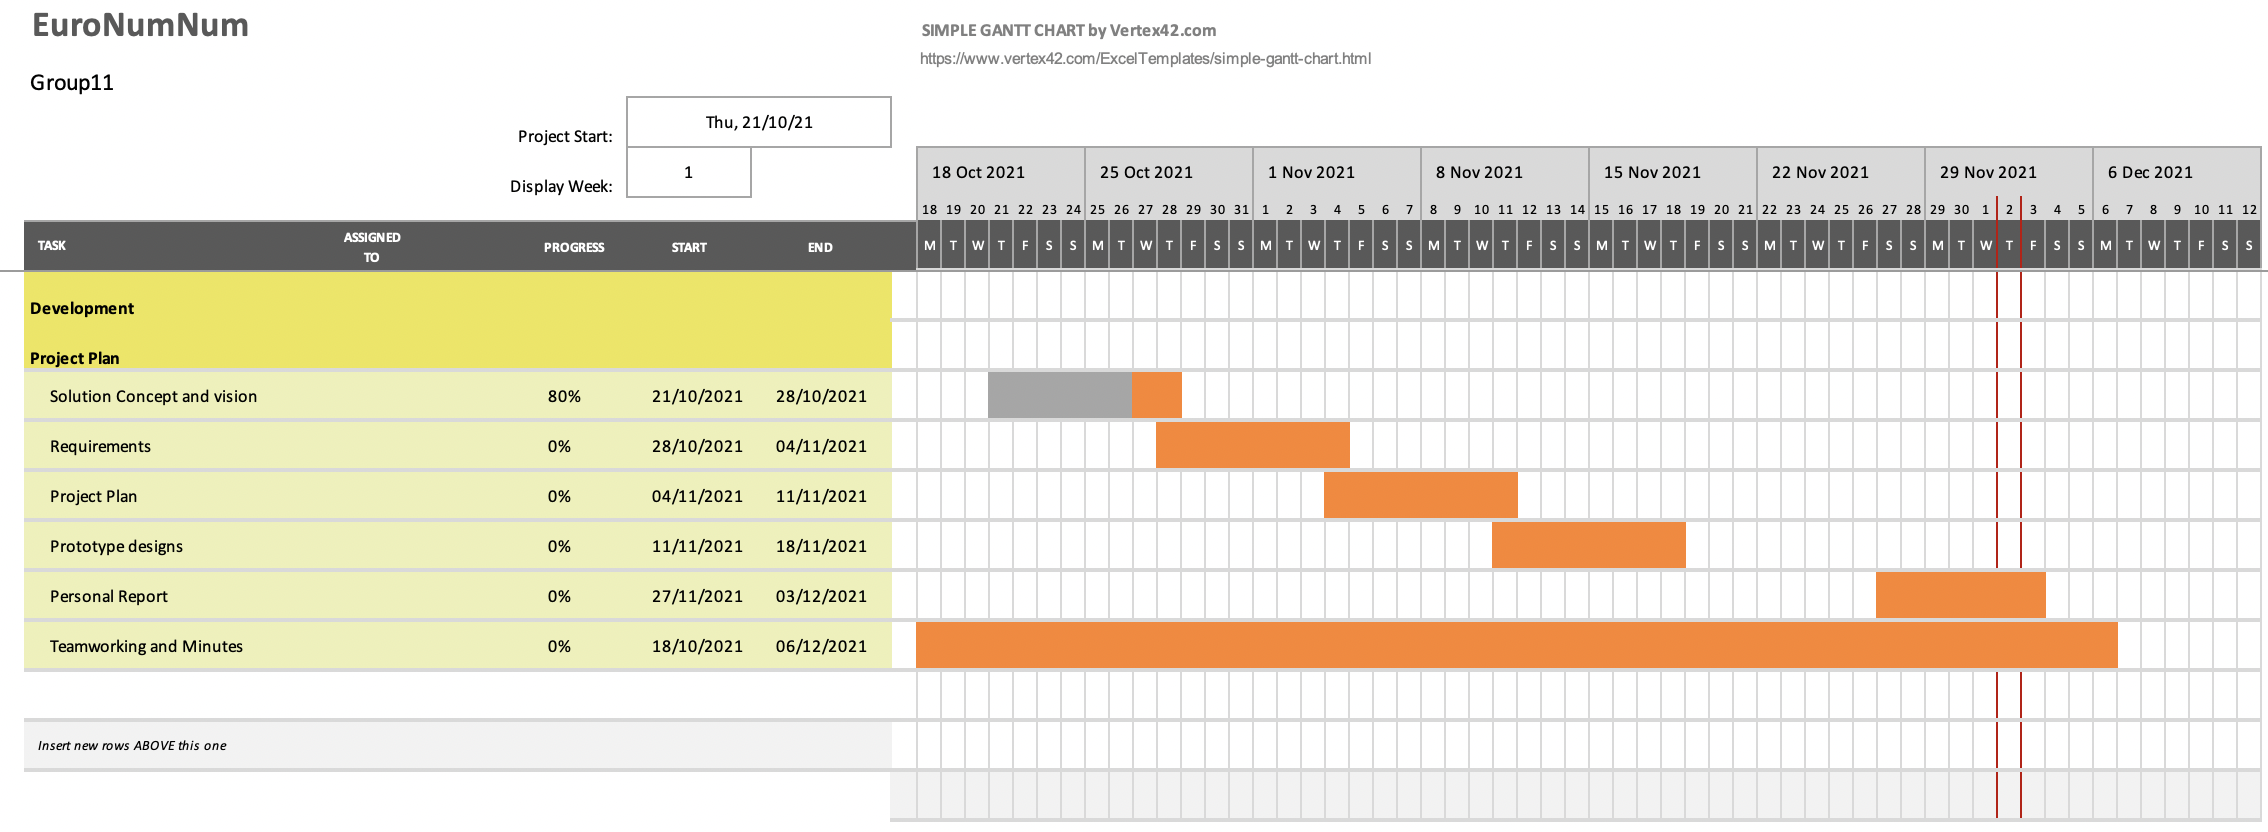 EuroNumNum
SIMPLE GANTT CHART by Vertex42.com
https://www.vertex42.com/ExcelTemplates/simple-gantt-chart.html
Group11
Project Start: Thu, 21/10/21
Display Week: 1
18 Oct 2021 25 Oct 2021 1 Nov 2021 8 Nov 2021 15 Nov 2021 22 Nov 2021 29 Nov 2021 6 Dec 2021
18 19 20 21 22 23 24 25 26 27 28 29 30 31 1 2 3 4 5 6 7 8 9 10 11 12 13 14 15 16 17 18 19 20 21 22 23 24 25 26 27 28 29 30 1 2 3 4 5 6 7 8 9 10 11 12
TASK ASSIGNED TO PROGRESS START END M T W T F S S M T W T F S S M T W T F S S M T W T F S S M T W T F S S M T W T F S S M T W T F S S M T W T F S S
Development
Project Plan
Solution Concept and vision 80% 21/10/2021 28/10/2021
Requirements 0% 28/10/2021 04/11/2021
Project Plan 0% 04/11/2021 11/11/2021
Prototype designs 0% 11/11/2021 18/11/2021
Personal Report 0% 27/11/2021 03/12/2021
Teamworking and Minutes 0% 18/10/2021 06/12/2021
Insert new rows ABOVE this one